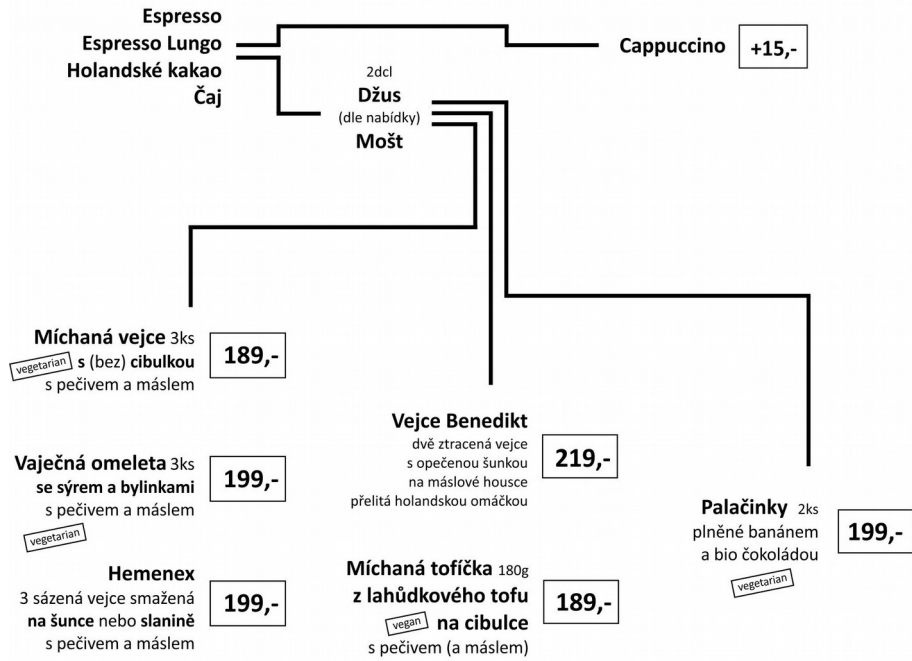 Espresso
Espresso Lungo
Holandské kakao
Čaj
Cappuccino +15,-
2dcl
Džus
(dle nabídky)
Mošt
Míchaná vejce 3ks
vegetarian s (bez) cibulkou
s pečivem a máslem
189,-
Vaječná omeleta 3ks
se sýrem a bylinkami
s pečivem a máslem
vegetarian
199,-
Hemenex
3 sázená vejce smažená
na šunce nebo slanině
s pečivem a máslem
199,-
Vejce Benedikt
dvě ztracená vejce
s opečenou šunkou
na máslové housce
přelitá holandskou omáčkou
219,-
Míchaná tofíčka 180g
z lahůdkového tofu
vegan na cibulce
s pečivem (a máslem)
189,-
Palačinky 2ks
plněné banánem
a bio čokoládou
vegetarian
199,-